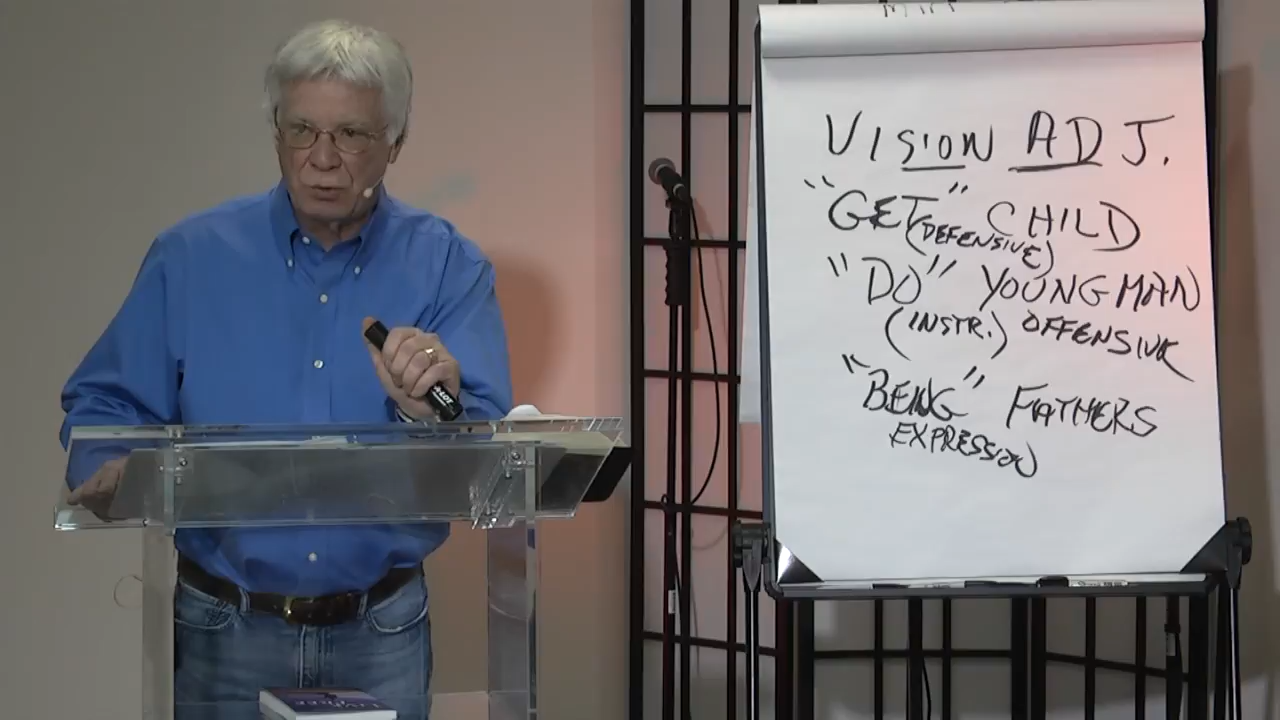 VISION ADJ.
"GET" CHILD
(DEFENSIVE)
"DO" YOUNG MAN
(INSTR.) OFFENSIVE
"BEING" FATHERS
EXPRESSION